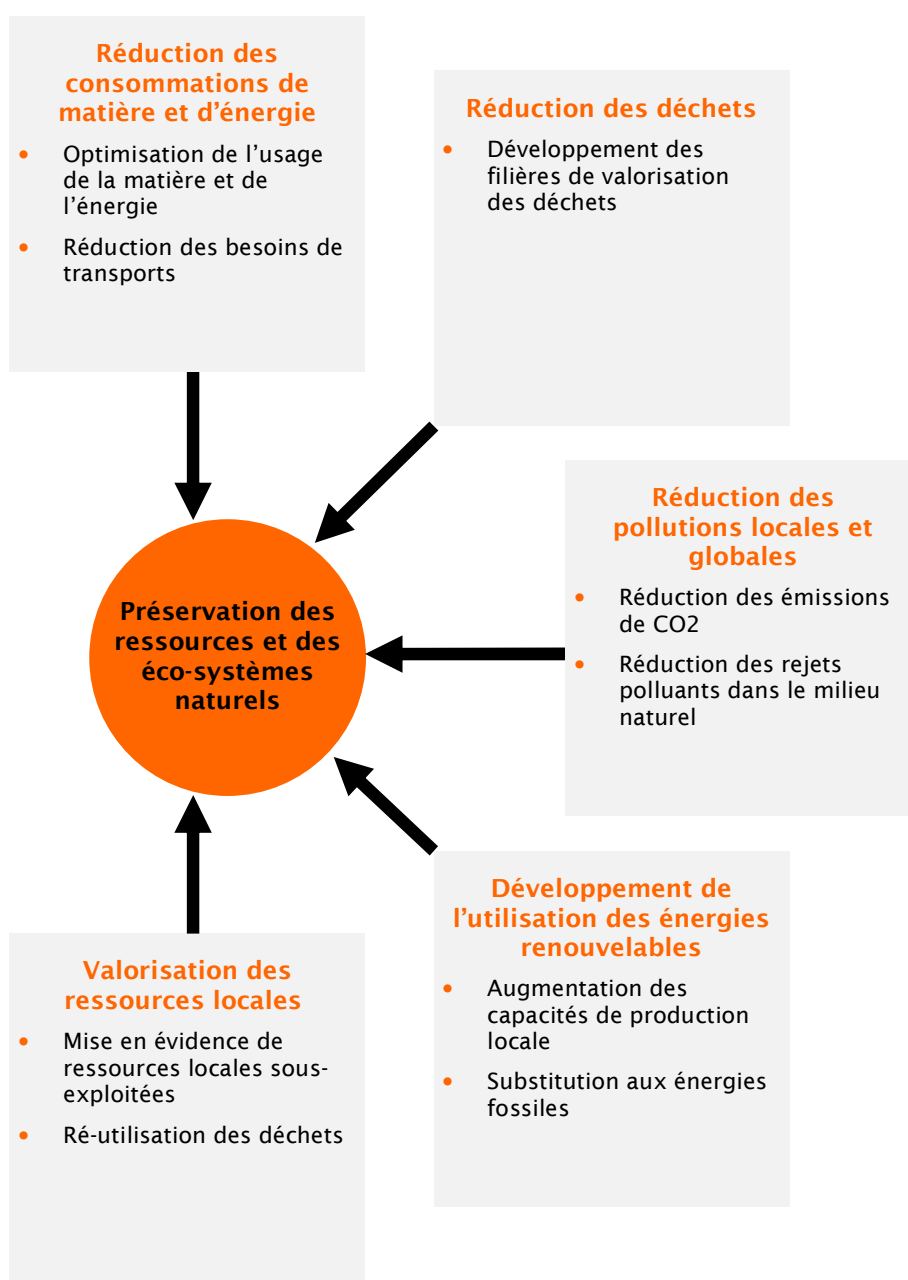 Réduction des
consommations de
matière et d’énergie
• Optimisation de l’usage
de la matière et de
l’énergie
• Réduction des besoins de
transports
Réduction des déchets
• Développement des
filières de valorisation
des déchets
Réduction des
pollutions locales et
globales
• Réduction des émissions
de CO2
• Réduction des rejets
polluants dans le milieu
naturel
Préservation des
ressources et des
éco-systèmes
naturels
Développement de
l’utilisation des énergies
renouvelables
• Augmentation des
capacités de production
locale
• Substitution aux énergies
fossiles
Valorisation des
ressources locales
• Mise en évidence de
ressources locales sous-
exploitées
• Ré-utilisation des déchets